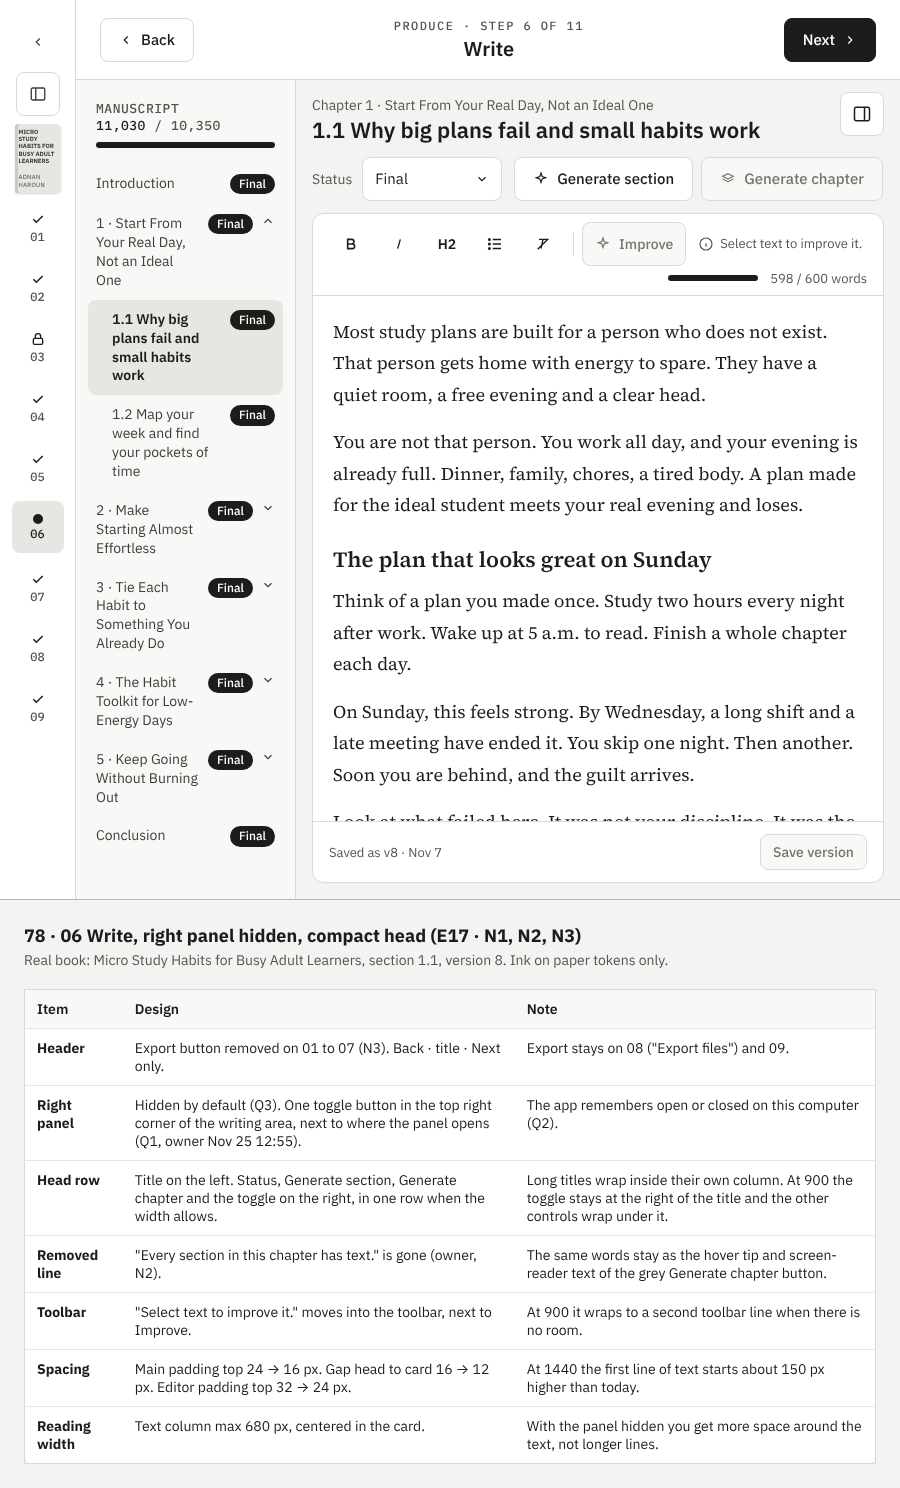 Back
PRODUCE · STEP 6 OF 11
Write
Next
MICRO
STUDY
HABITS FOR
BUSY ADULT
LEARNERS
ADNAN
HAROUN
01
02
03
04
05
06
07
08
09
MANUSCRIPT
11,030 / 10,350
Introduction
Final
1 · Start From
Your Real Day,
Not an Ideal
One
Final
1.1 Why big
plans fail and
small habits
work
Final
1.2 Map your
week and find
your pockets of
time
Final
2 · Make
Starting Almost
Effortless
Final
3 · Tie Each
Habit to
Something You
Already Do
Final
4 · The Habit
Toolkit for Low-
Energy Days
Final
5 · Keep Going
Without Burning
Out
Final
Conclusion
Final
Chapter 1 · Start From Your Real Day, Not an Ideal One
1.1 Why big plans fail and small habits work
Status
Final
Generate section
Generate chapter
B
I
H2
Improve
Select text to improve it.
598 / 600 words
Most study plans are built for a person who does not exist.
That person gets home with energy to spare. They have a
quiet room, a free evening and a clear head.
You are not that person. You work all day, and your evening is
already full. Dinner, family, chores, a tired body. A plan made
for the ideal student meets your real evening and loses.
The plan that looks great on Sunday
Think of a plan you made once. Study two hours every night
after work. Wake up at 5 a.m. to read. Finish a whole chapter
each day.
On Sunday, this feels strong. By Wednesday, a long shift and a
late meeting have ended it. You skip one night. Then another.
Soon you are behind, and the guilt arrives.
Look at what failed here. It was not your discipline. It was the
Saved as v8 · Nov 7
Save version
78 · 06 Write, right panel hidden, compact head (E17 · N1, N2, N3)
Real book: Micro Study Habits for Busy Adult Learners, section 1.1, version 8. Ink on paper tokens only.
Item
Design
Note
Header
Export button removed on 01 to 07 (N3). Back · title · Next
only.
Export stays on 08 ("Export files") and 09.
Right
panel
Hidden by default (Q3). One toggle button in the top right
corner of the writing area, next to where the panel opens
(Q1, owner Nov 25 12:55).
The app remembers open or closed on this computer
(Q2).
Head row
Title on the left. Status, Generate section, Generate
chapter and the toggle on the right, in one row when the
width allows.
Long titles wrap inside their own column. At 900 the
toggle stays at the right of the title and the other
controls wrap under it.
Removed
line
"Every section in this chapter has text." is gone (owner,
N2).
The same words stay as the hover tip and screen-
reader text of the grey Generate chapter button.
Toolbar
"Select text to improve it." moves into the toolbar, next to
Improve.
At 900 it wraps to a second toolbar line when there is
no room.
Spacing
Main padding top 24 → 16 px. Gap head to card 16 → 12
px. Editor padding top 32 → 24 px.
At 1440 the first line of text starts about 150 px
higher than today.
Reading
width
Text column max 680 px, centered in the card.
With the panel hidden you get more space around the
text, not longer lines.